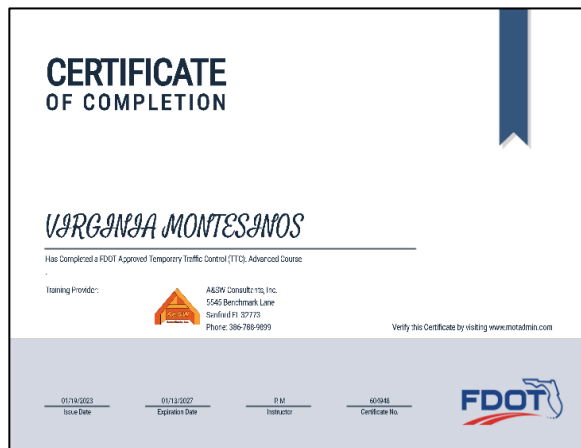 CERTIFICATE
OF COMPLETION
VIRGINIA MONTESINOS
Has Completed a FDOT Approved Temporary Traffic Control (TTC): Advanced Course
.
Training Provider:
A&SW
A&SW Consultants, Inc.
5545 Benchmark Lane
Sanford FL 32773
Phone: 386-788-9899
Verify this Certificate by visiting www.motadmin.com
01/19/2023
Issue Date
01/13/2027
Expiration Date
P. M
Instructor
604948
Certificate No.
FDOT